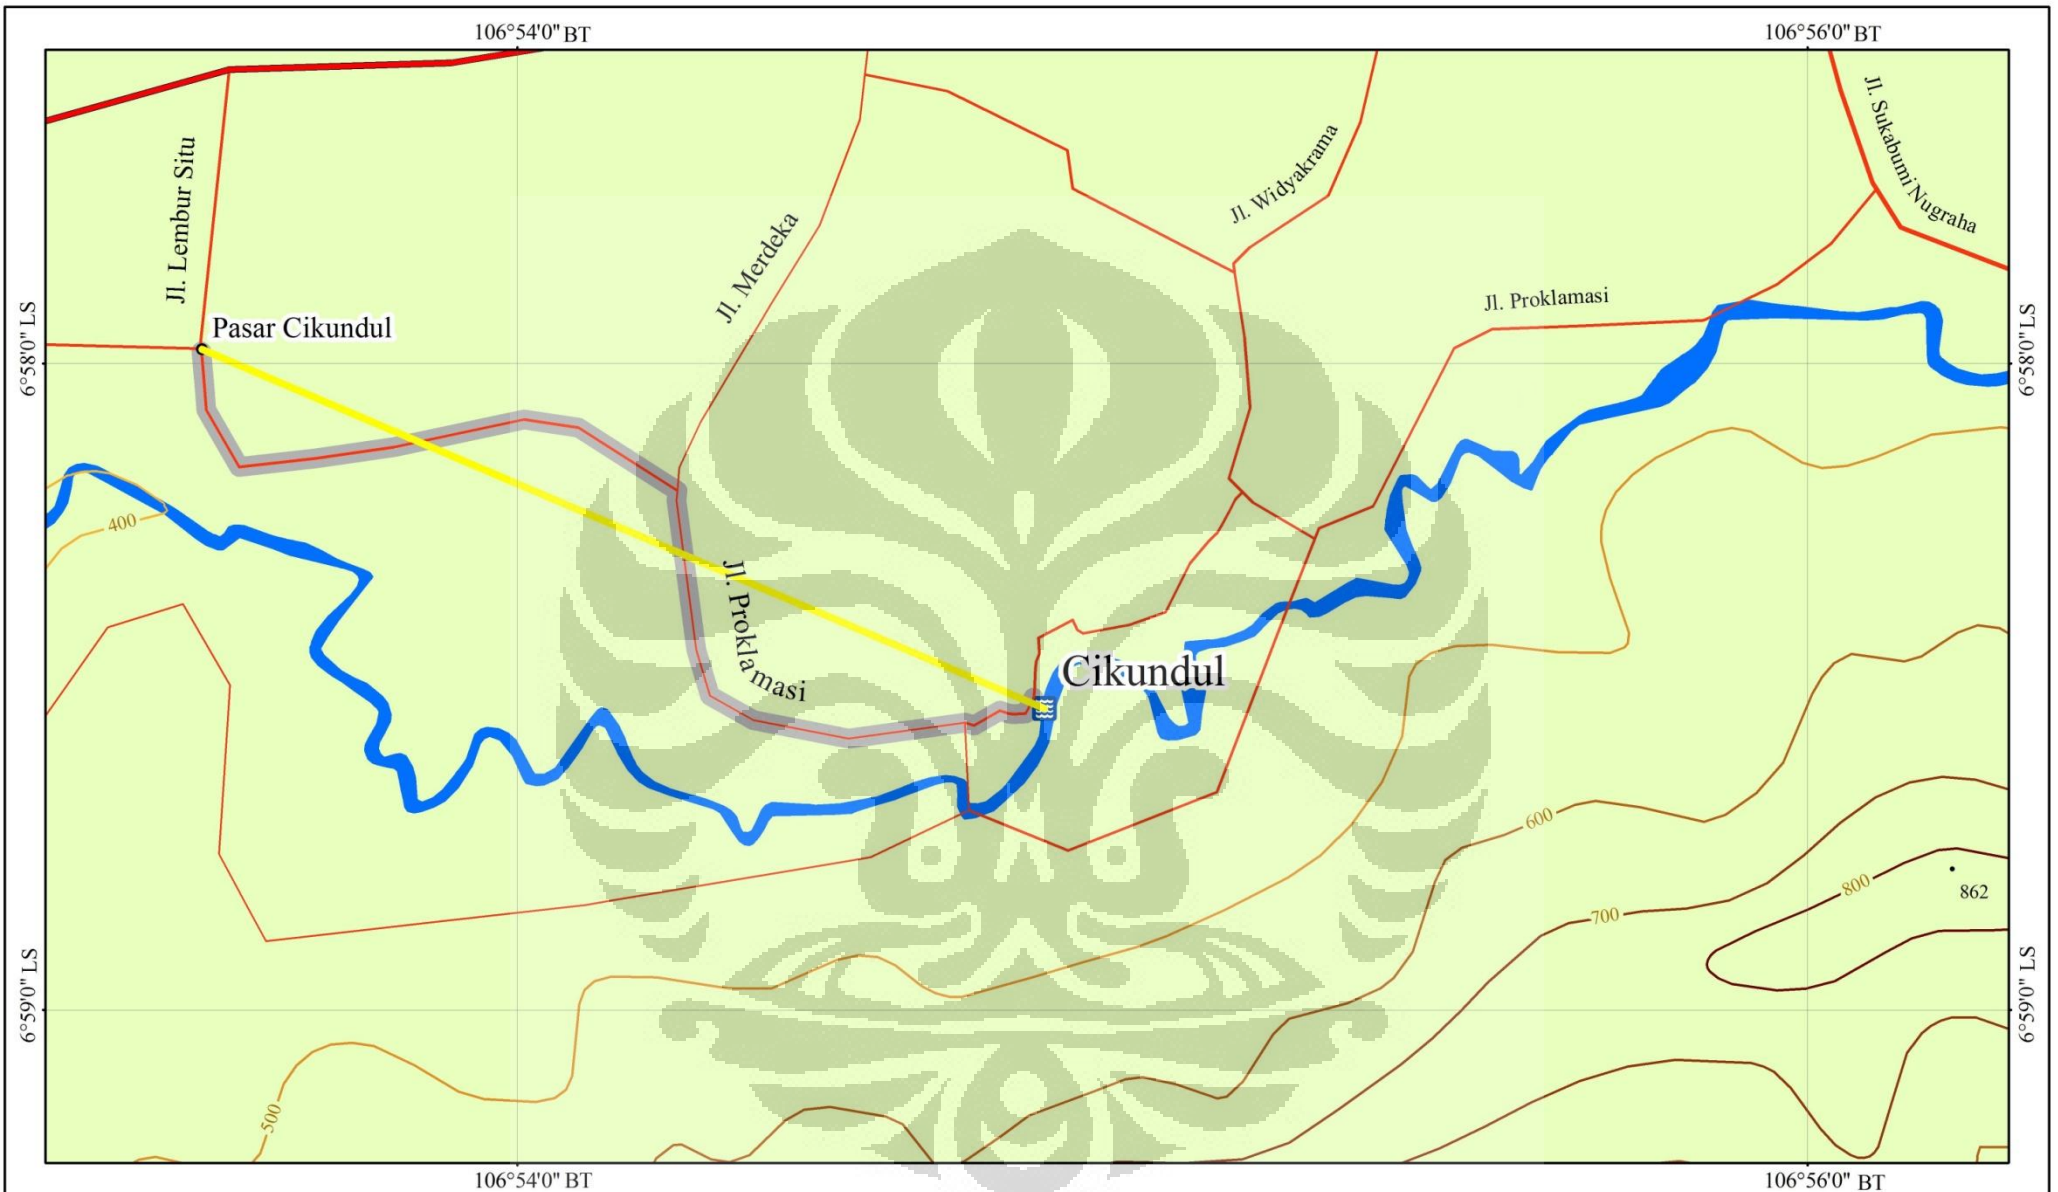 106°54'0" BT
106°56'0" BT
Jl. Lembur Situ
Jl. Merdeka
Jl. Widyakrama
Jl. Sukabumi Nugraha
6°58'0" LS
6°58'0" LS
Pasar Cikundul
Jl. Proklamasi
400
Jl. Proklamasi
Cikundul
600
800
862
700
6°59'0" LS
6°59'0" LS
500
106°54'0" BT
106°56'0" BT